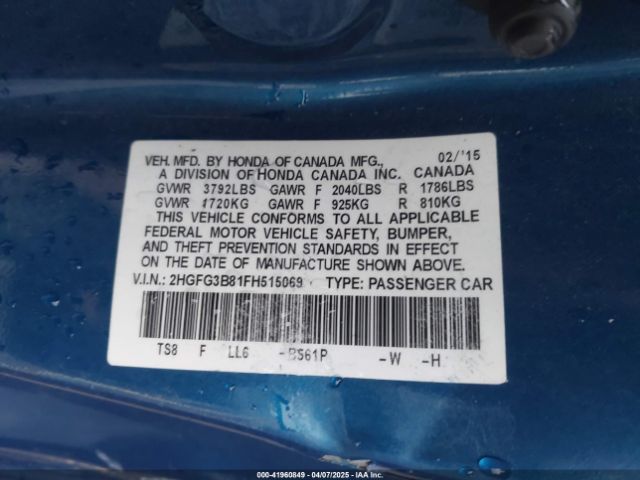 VEH. MFD. BY HONDA OF CANADA MFG., 02/'15
A DIVISION OF HONDA CANADA INC. CANADA
GVWR 3792LBS GAWR F 2040LBS R 1786LBS
GVWR 1720KG GAWR F 925KG R 810KG
THIS VEHICLE CONFORMS TO ALL APPLICABLE
FEDERAL MOTOR VEHICLE SAFETY, BUMPER,
AND THEFT PREVENTION STANDARDS IN EFFECT
ON THE DATE OF MANUFACTURE SHOWN ABOVE.
V.I.N.: 2HGFG3B81FH515069 TYPE: PASSENGER CAR
TS8 F LL6 -BS61P -W -H
000-41960849 - 04/07/2025 - IAA Inc.